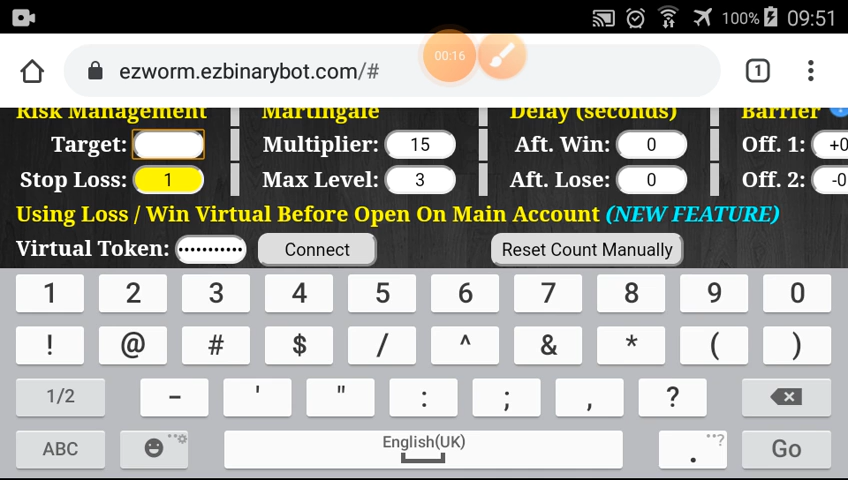 100% 09:51
ezworm.ezbinarybot.com/# 00:16 1
Risk Management Martingale Delay (seconds) Barrier
Target: Multiplier: 15 Aft. Win: 0 Off. 1: +0
Stop Loss: 1 Max Level: 3 Aft. Lose: 0 Off. 2: -0
Using Loss / Win Virtual Before Open On Main Account (NEW FEATURE)
Virtual Token: ••••••••••• Connect Reset Count Manually
1 2 3 4 5 6 7 8 9 0
! @ # $ / ^ & * ( )
1/2 - ' " : ; , ?
ABC English(UK) . Go